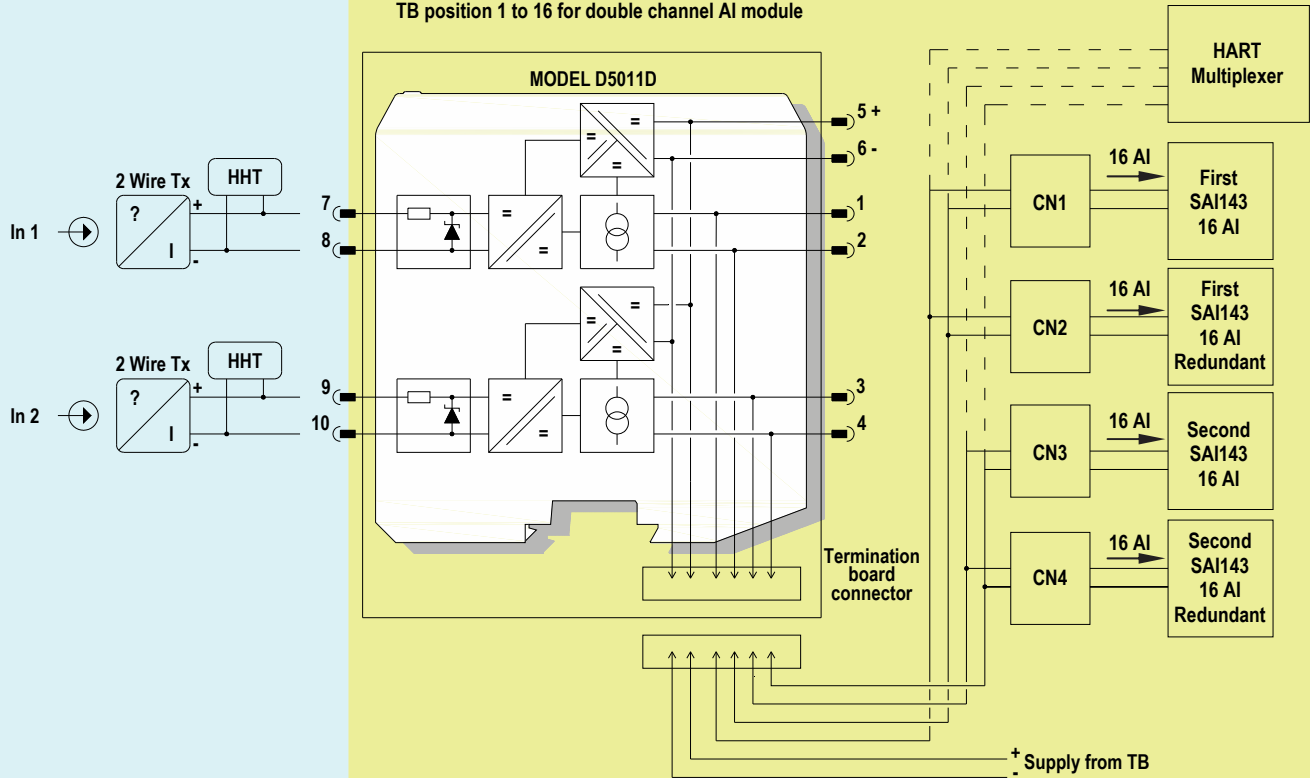 TB position 1 to 16 for double channel AI module
MODEL D5011D
HART
Multiplexer
5 +
6 -
= = =
16 AI
First
SAI143
16 AI
CN1
2 Wire Tx
HHT
+
?
I
-
In 1
7
8
= =
1
2
16 AI
First
SAI143
16 AI
Redundant
CN2
= = =
2 Wire Tx
HHT
+
?
I
-
In 2
9
10
= =
3
4
16 AI
Second
SAI143
16 AI
CN3
Termination
board
connector
16 AI
Second
SAI143
16 AI
Redundant
CN4
+
Supply from TB
-